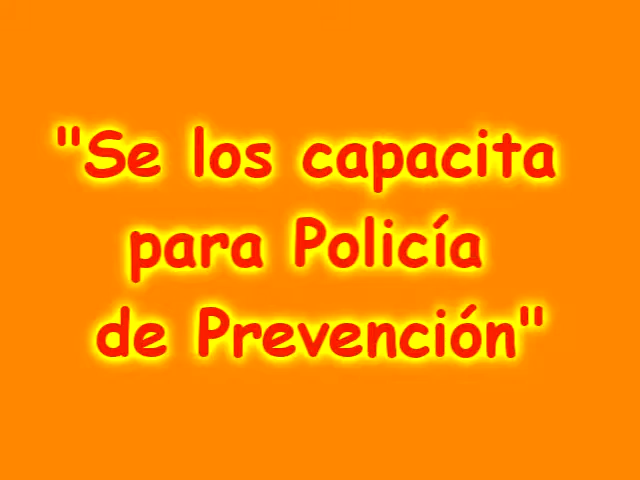 "Se los capacita
para Policía
de Prevención"